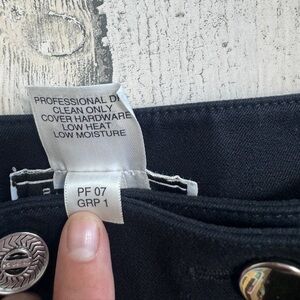 PROFESSIONAL D
CLEAN ONLY
COVER HARDWARE
LOW HEAT
LOW MOISTURE
PF 07
GRP 1